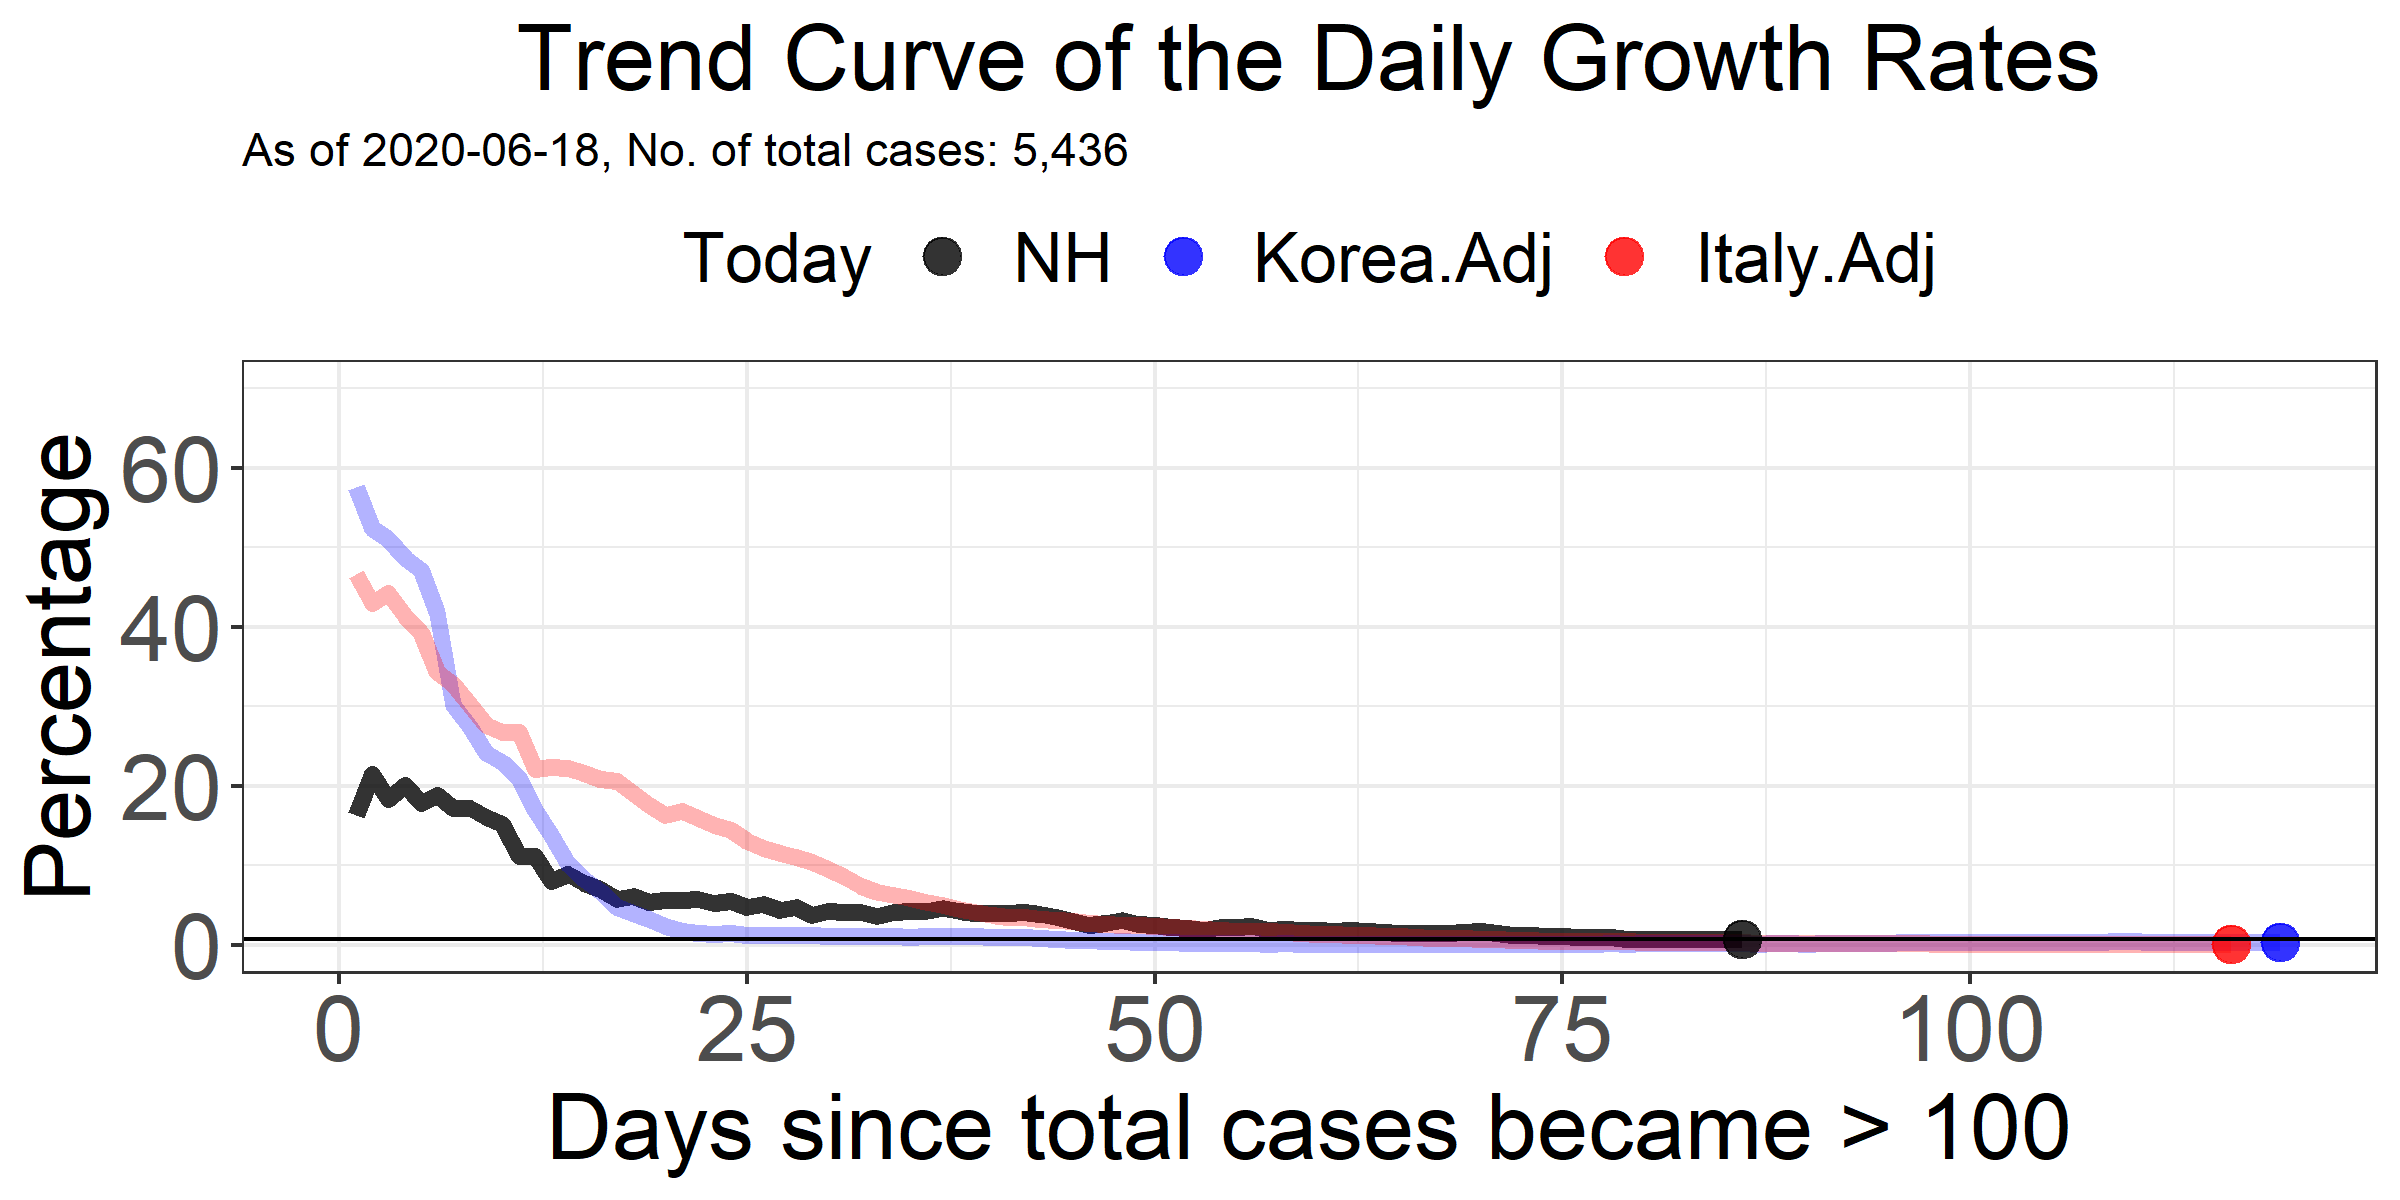 Trend Curve of the Daily Growth Rates
As of 2020-06-18, No. of total cases: 5,436
Today NH Korea.Adj Italy.Adj
Percentage
60
40
20
0
0 25 50 75 100
Days since total cases became > 100